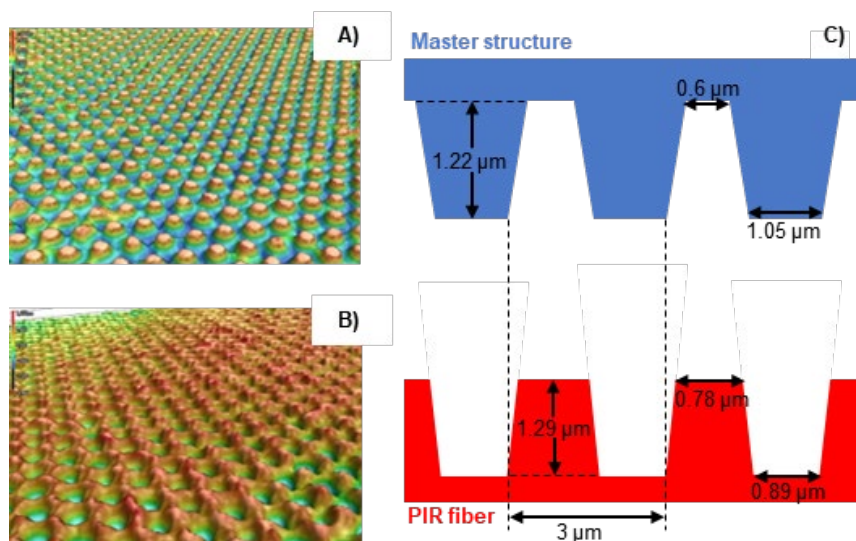 A)
Master structure
C)
0.6 µm
1.22 µm
1.05 µm
B)
1.29 µm
0.78 µm
0.89 µm
PIR fiber
3 µm